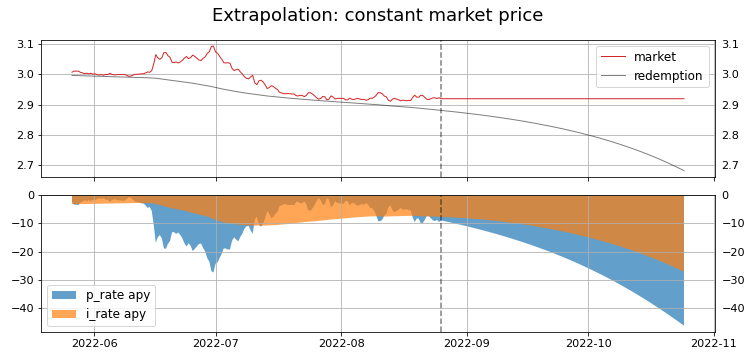 Extrapolation: constant market price
3.1 3.1
3.0 3.0
2.9 2.9
2.8 2.8
2.7 2.7
market
redemption
0 0
−10 −10
−20 −20
−30 −30
−40 −40
p_rate apy
i_rate apy
2022-06 2022-07 2022-08 2022-09 2022-10 2022-11